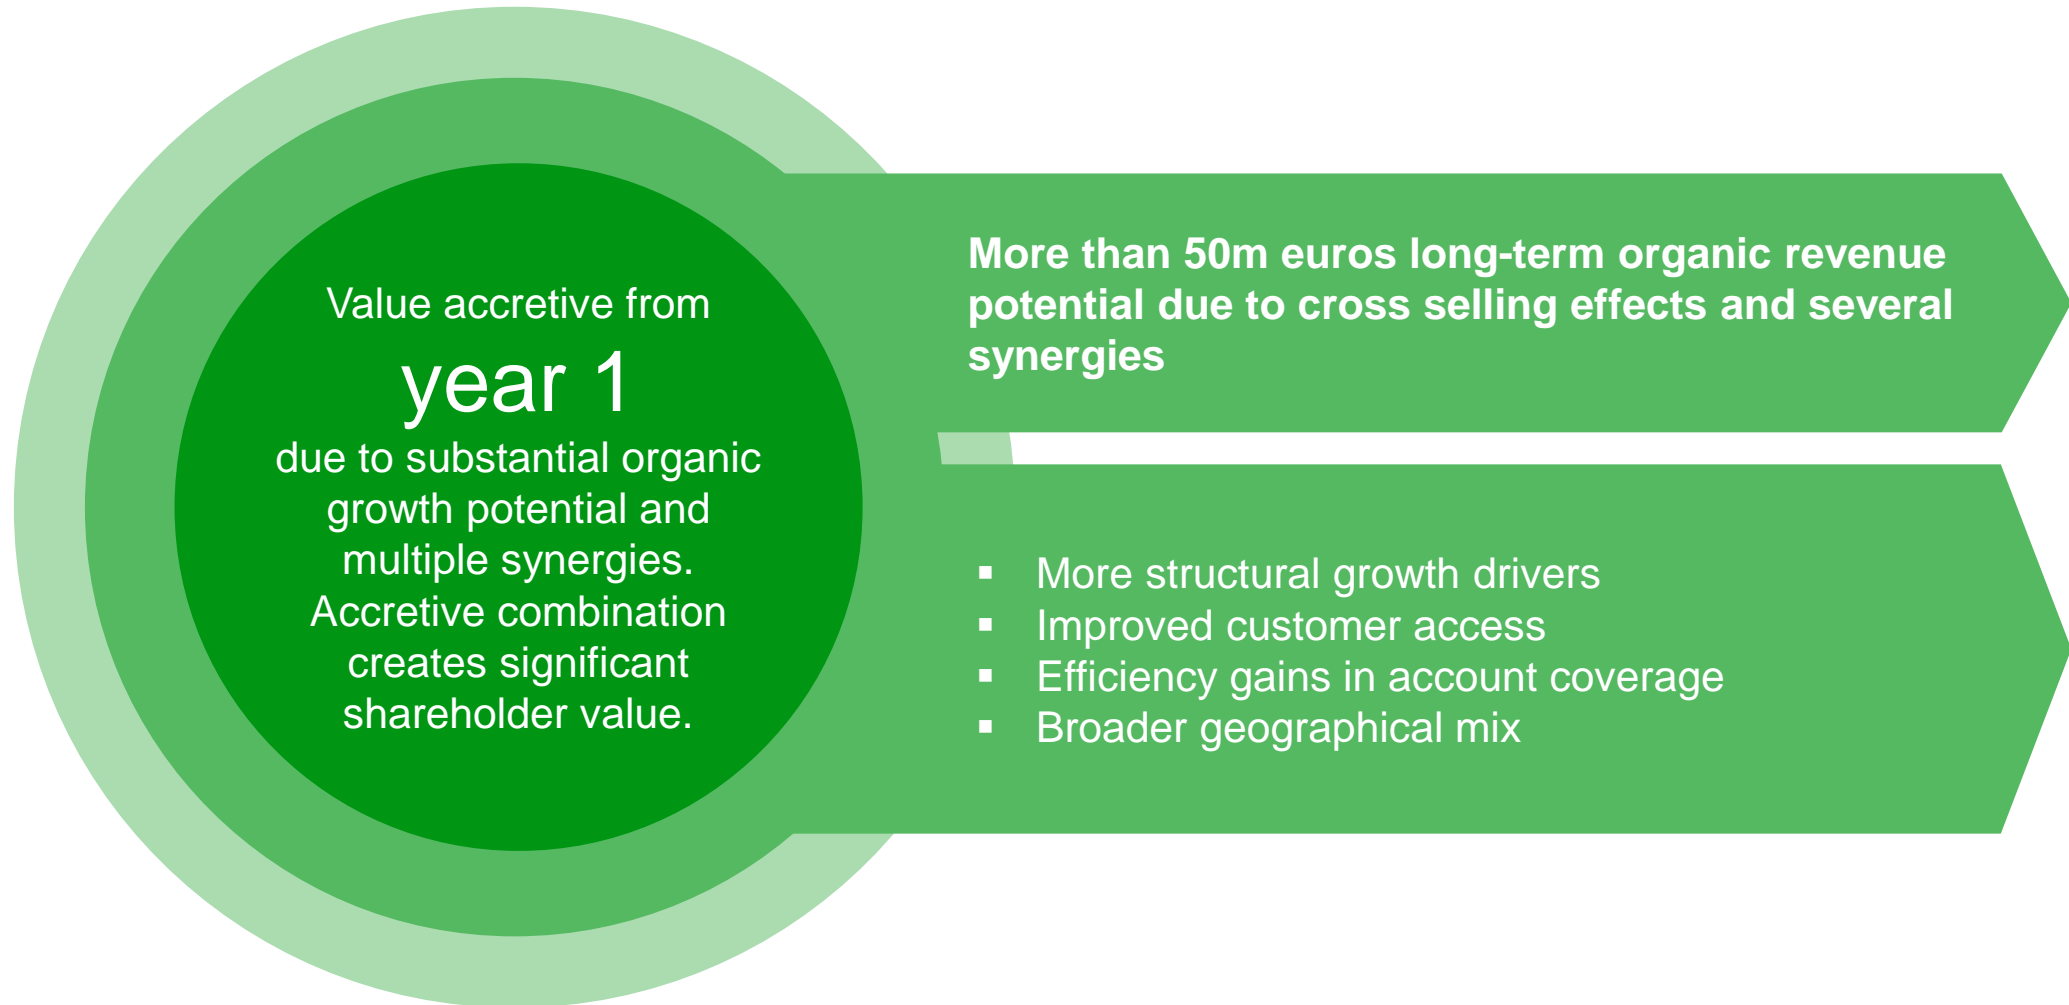 Value accretive from
year 1
due to substantial organic
growth potential and
multiple synergies.
Accretive combination
creates significant
shareholder value.
More than 50m euros long-term organic revenue
potential due to cross selling effects and several
synergies
▪ More structural growth drivers
▪ Improved customer access
▪ Efficiency gains in account coverage
▪ Broader geographical mix